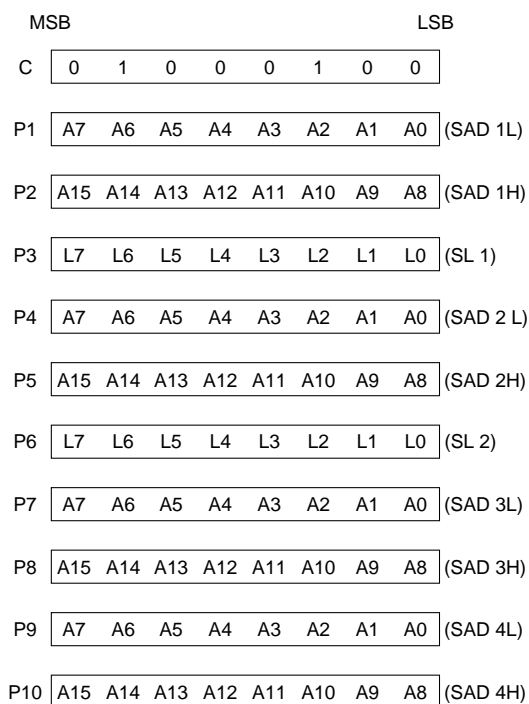 MSB LSB
C 0 1 0 0 0 1 0 0
P1 A7 A6 A5 A4 A3 A2 A1 A0 (SAD 1L)
P2 A15 A14 A13 A12 A11 A10 A9 A8 (SAD 1H)
P3 L7 L6 L5 L4 L3 L2 L1 L0 (SL 1)
P4 A7 A6 A5 A4 A3 A2 A1 A0 (SAD 2 L)
P5 A15 A14 A13 A12 A11 A10 A9 A8 (SAD 2H)
P6 L7 L6 L5 L4 L3 L2 L1 L0 (SL 2)
P7 A7 A6 A5 A4 A3 A2 A1 A0 (SAD 3L)
P8 A15 A14 A13 A12 A11 A10 A9 A8 (SAD 3H)
P9 A7 A6 A5 A4 A3 A2 A1 A0 (SAD 4L)
P10 A15 A14 A13 A12 A11 A10 A9 A8 (SAD 4H)